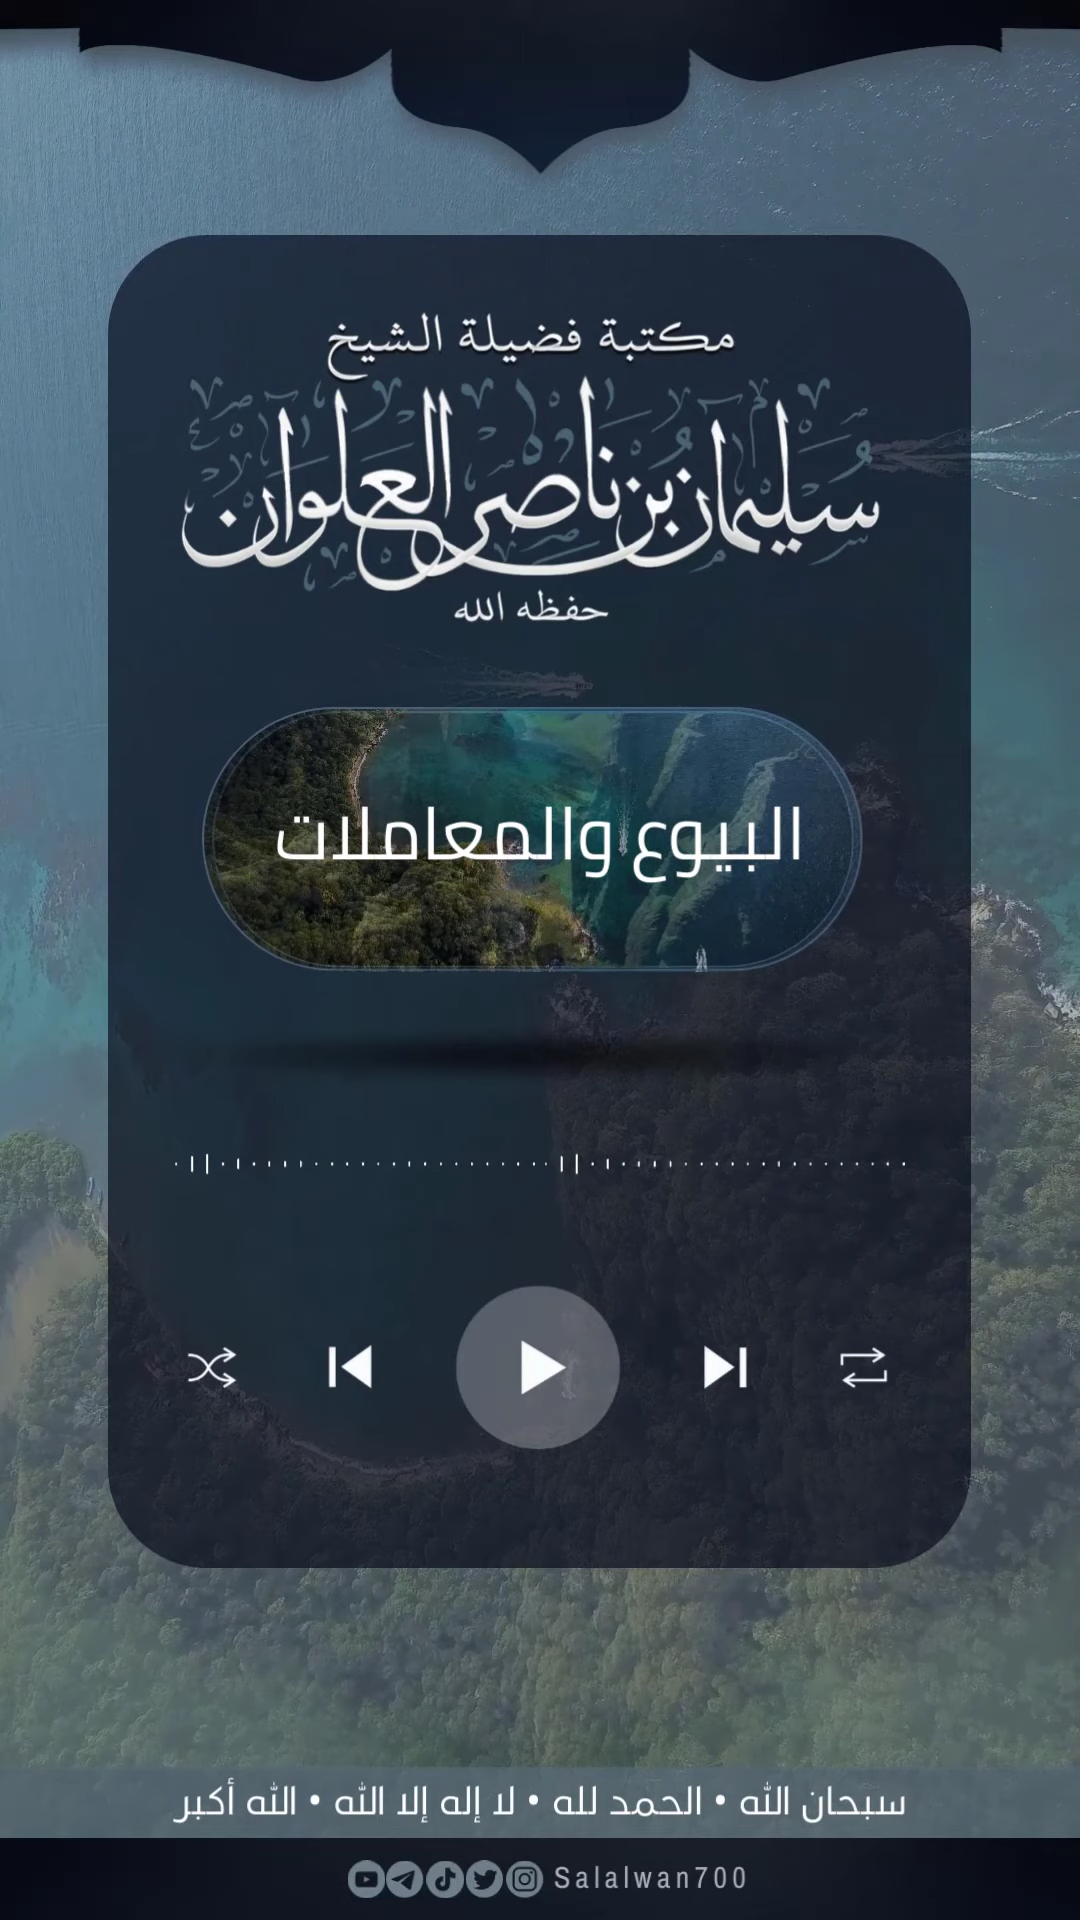 مكتبة فضيلة الشيخ
سليمان بن ناصر العلوان
حفظه الله
البيوع والمعاملات
سبحان الله • الحمد لله • لا إله إلا الله • الله أكبر
Salalwan700